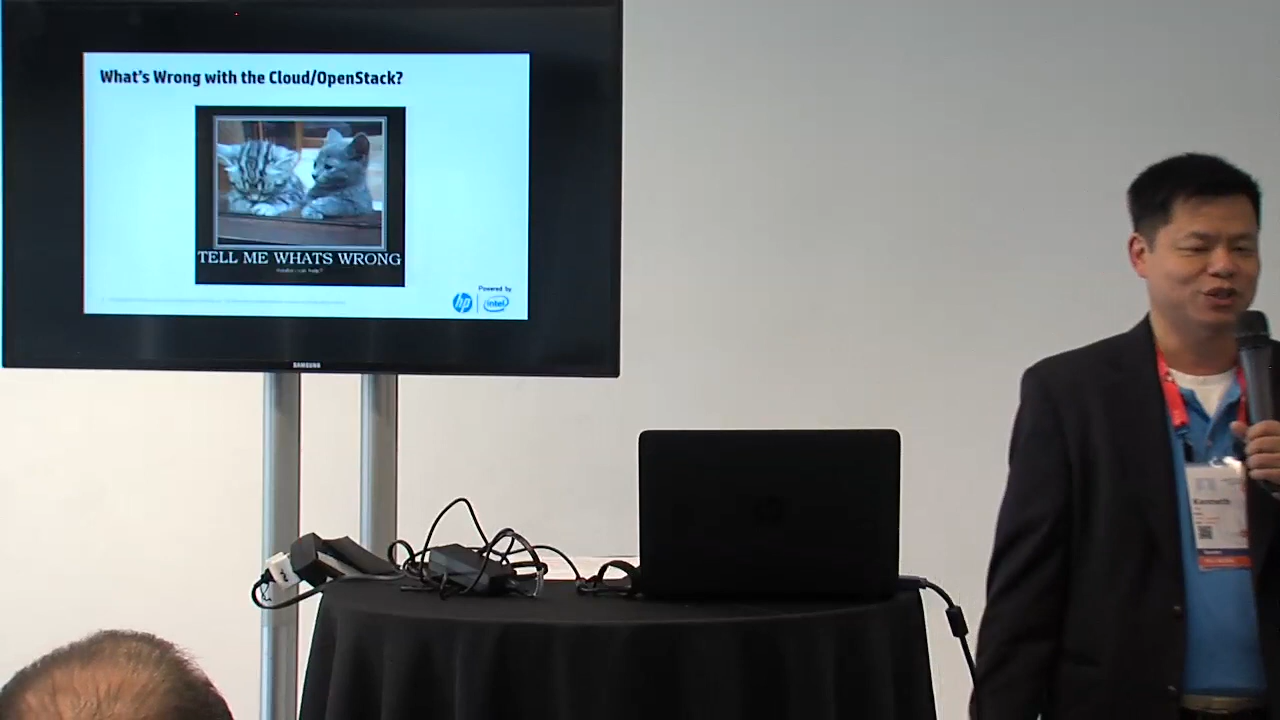 What's Wrong with the Cloud/OpenStack?
TELL ME WHATS WRONG
Powered by
hp
intel
SAMSUNG
Kenneth